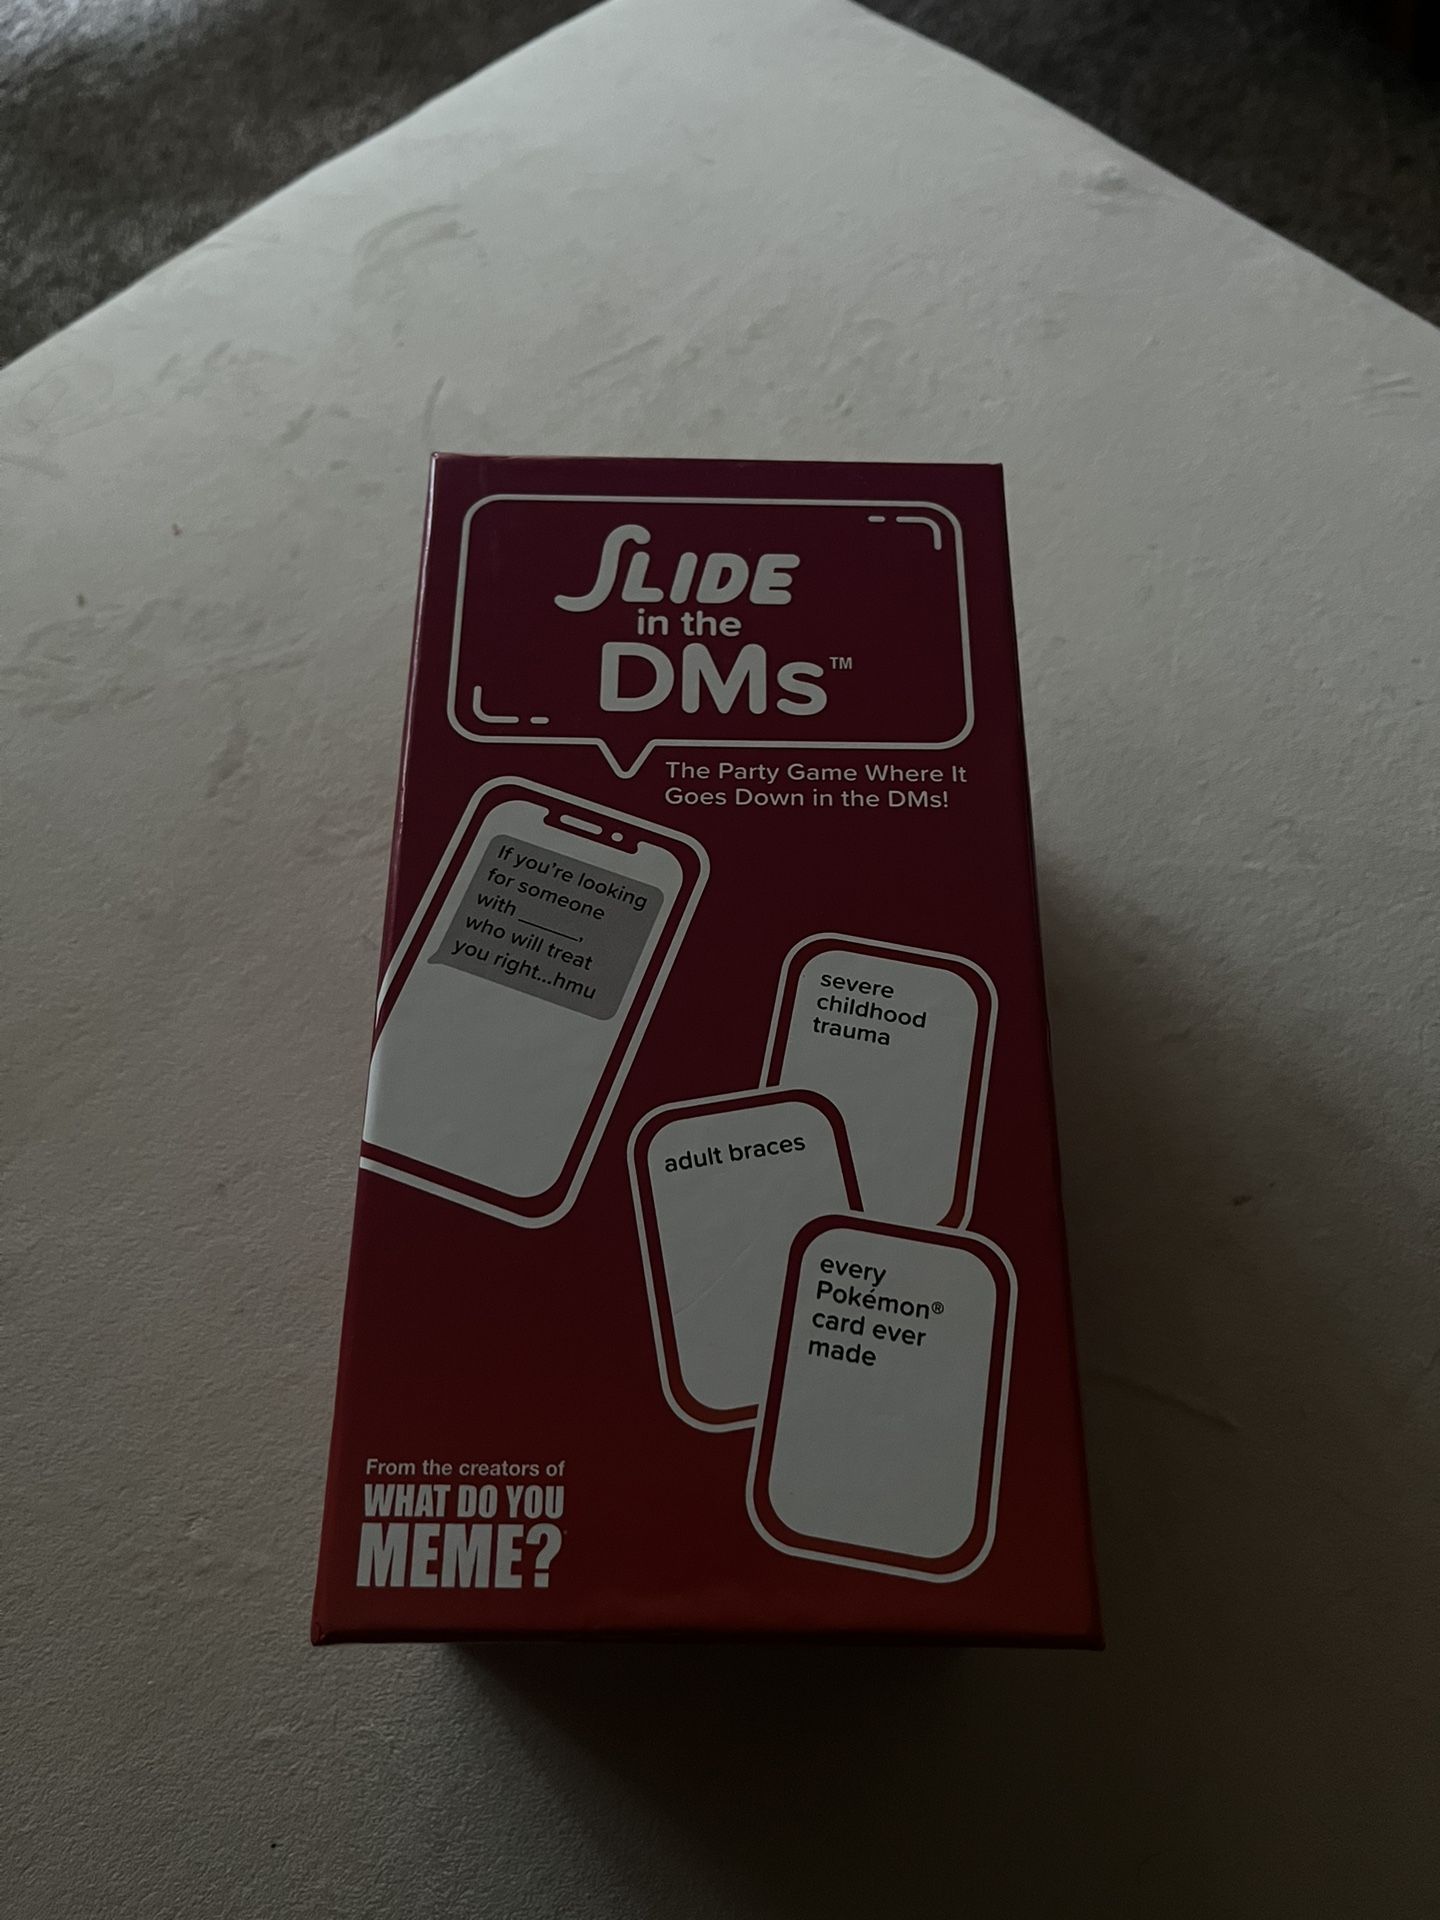 SLIDE
in the
DMs™
The Party Game Where It
Goes Down in the DMs!
If you're looking
for someone
with _____,
who will treat
you right...hmu
severe
childhood
trauma
adult braces
every
Pokémon®
card ever
made
From the creators of
WHAT DO YOU
MEME?